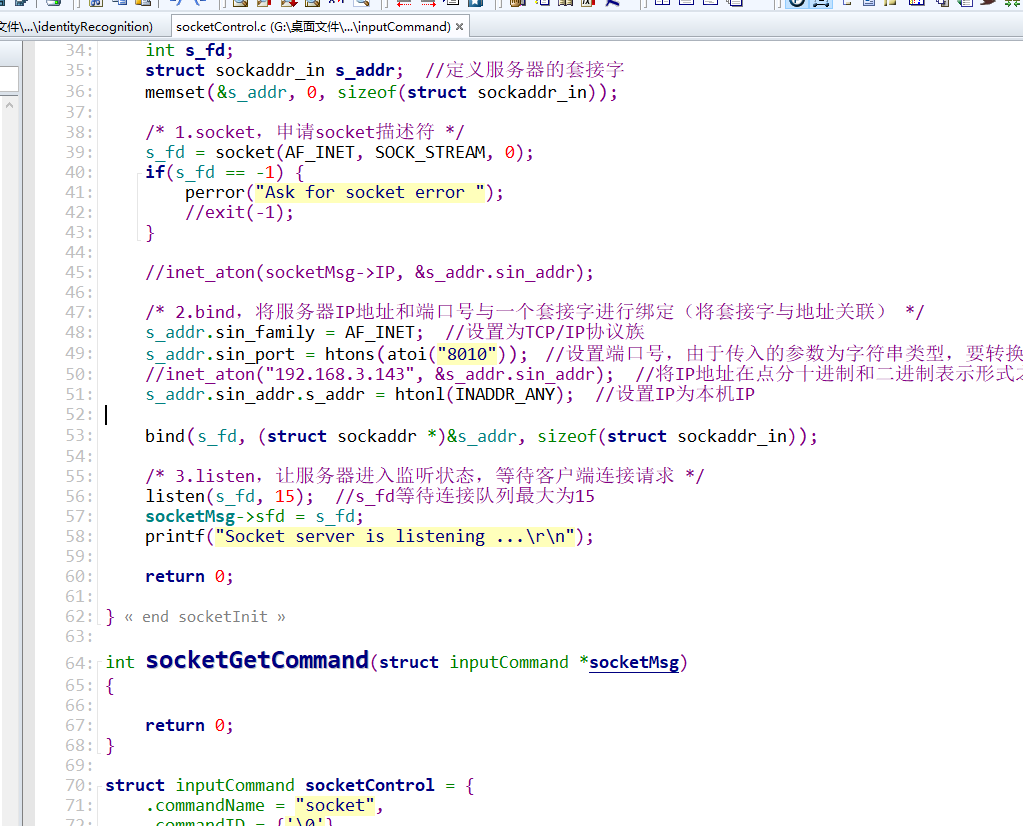 文件\...\identityRecognition)
socketControl.c (G:\桌面文件\...\inputCommand)
34: int s_fd;
35: struct sockaddr_in s_addr;  //定义服务器的套接字
36: memset(&s_addr, 0, sizeof(struct sockaddr_in));
37:
38: /* 1.socket，申请socket描述符 */
39: s_fd = socket(AF_INET, SOCK_STREAM, 0);
40: if(s_fd == -1) {
41: perror("Ask for socket error ");
42: //exit(-1);
43: }
44:
45: //inet_aton(socketMsg->IP, &s_addr.sin_addr);
46:
47: /* 2.bind，将服务器IP地址和端口号与一个套接字进行绑定（将套接字与地址关联） */
48: s_addr.sin_family = AF_INET;  //设置为TCP/IP协议族
49: s_addr.sin_port = htons(atoi("8010"));  //设置端口号，由于传入的参数为字符串类型，要转换
50: //inet_aton("192.168.3.143", &s_addr.sin_addr);  //将IP地址在点分十进制和二进制表示形式之
51: s_addr.sin_addr.s_addr = htonl(INADDR_ANY);  //设置IP为本机IP
52:
53: bind(s_fd, (struct sockaddr *)&s_addr, sizeof(struct sockaddr_in));
54:
55: /* 3.listen，让服务器进入监听状态，等待客户端连接请求 */
56: listen(s_fd, 15);  //s_fd等待连接队列最大为15
57: socketMsg->sfd = s_fd;
58: printf("Socket server is listening ...\r\n");
59:
60: return 0;
61:
62: } « end socketInit »
63:
64: int socketGetCommand(struct inputCommand *socketMsg)
65: {
66:
67: return 0;
68: }
69:
70: struct inputCommand socketControl = {
71: .commandName = "socket",
72: .commandID = {'\0'},